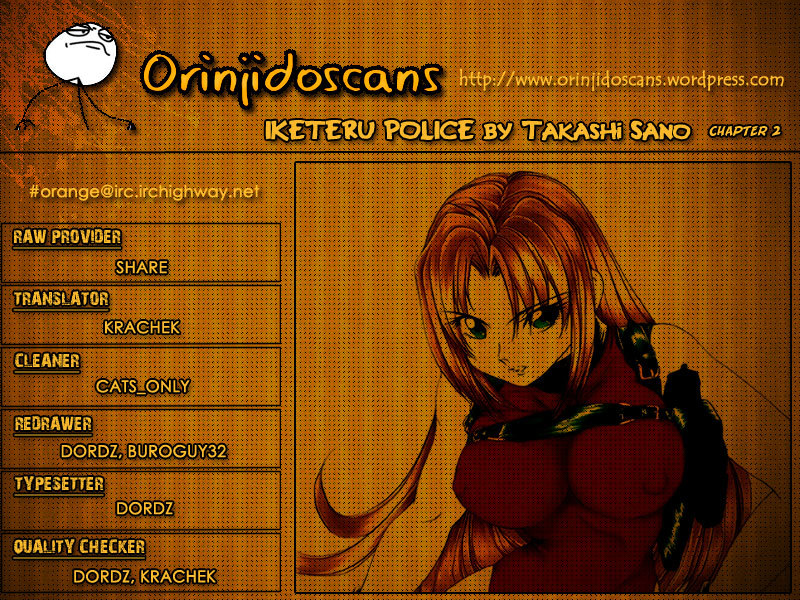 Orinjidoscans
http://www.orinjidoscans.wordpress.com
IKETERU POLICE BY TAKASHI SANO
CHAPTER 2
#orange@irc.irchighway.net
RAW PROVIDER
SHARE
TRANSLATOR
KRACHEK
CLEANER
CATS_ONLY
REDRAWER
DORDZ, BUROGUY32
TYPESETTER
DORDZ
QUALITY CHECKER
DORDZ, KRACHEK